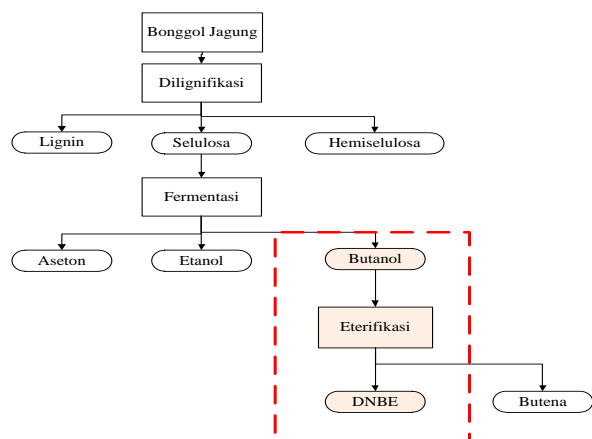 Bonggol Jagung
Dilignifikasi
Lignin
Selulosa
Hemiselulosa
Fermentasi
Aseton
Etanol
Butanol
Eterifikasi
DNBE
Butena